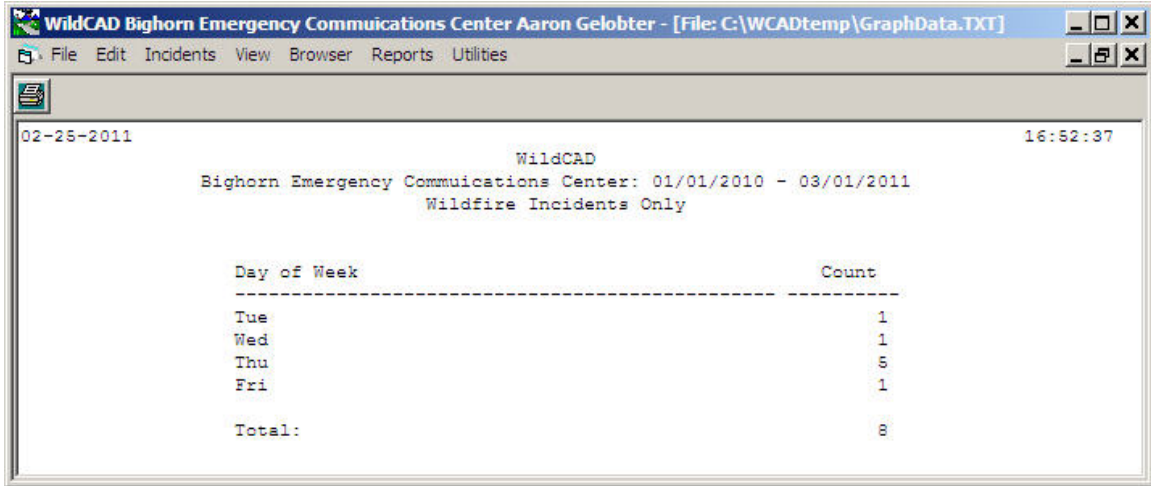 WildCAD Bighorn Emergency Commuications Center Aaron Gelobter - [File: C:\WCADtemp\GraphData.TXT]
File Edit Incidents View Browser Reports Utilities
02-25-2011 16:52:37
WildCAD
Bighorn Emergency Commuications Center: 01/01/2010 - 03/01/2011
Wildfire Incidents Only
Day of Week Count
------------------------------------------------ ----------
Tue 1
Wed 1
Thu 5
Fri 1
Total: 8